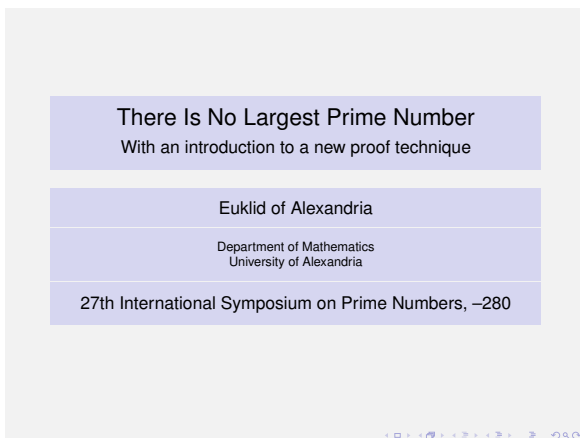 There Is No Largest Prime Number
With an introduction to a new proof technique
Euklid of Alexandria
Department of Mathematics
University of Alexandria
27th International Symposium on Prime Numbers, –280